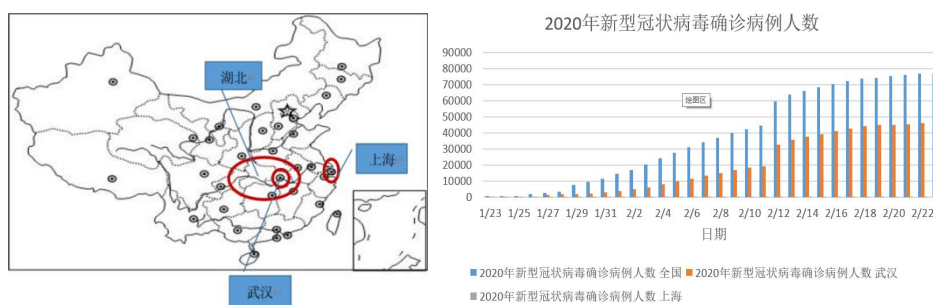 湖北
上海
武汉
2020年新型冠状病毒确诊病例人数
90000
80000
70000
60000
50000
40000
30000
20000
10000
0
绘图区
1/23 1/25 1/27 1/29 1/31 2/2 2/4 2/6 2/8 2/10 2/12 2/14 2/16 2/18 2/20 2/22
日期
2020年新型冠状病毒确诊病例人数 全国 2020年新型冠状病毒确诊病例人数 武汉
2020年新型冠状病毒确诊病例人数 上海